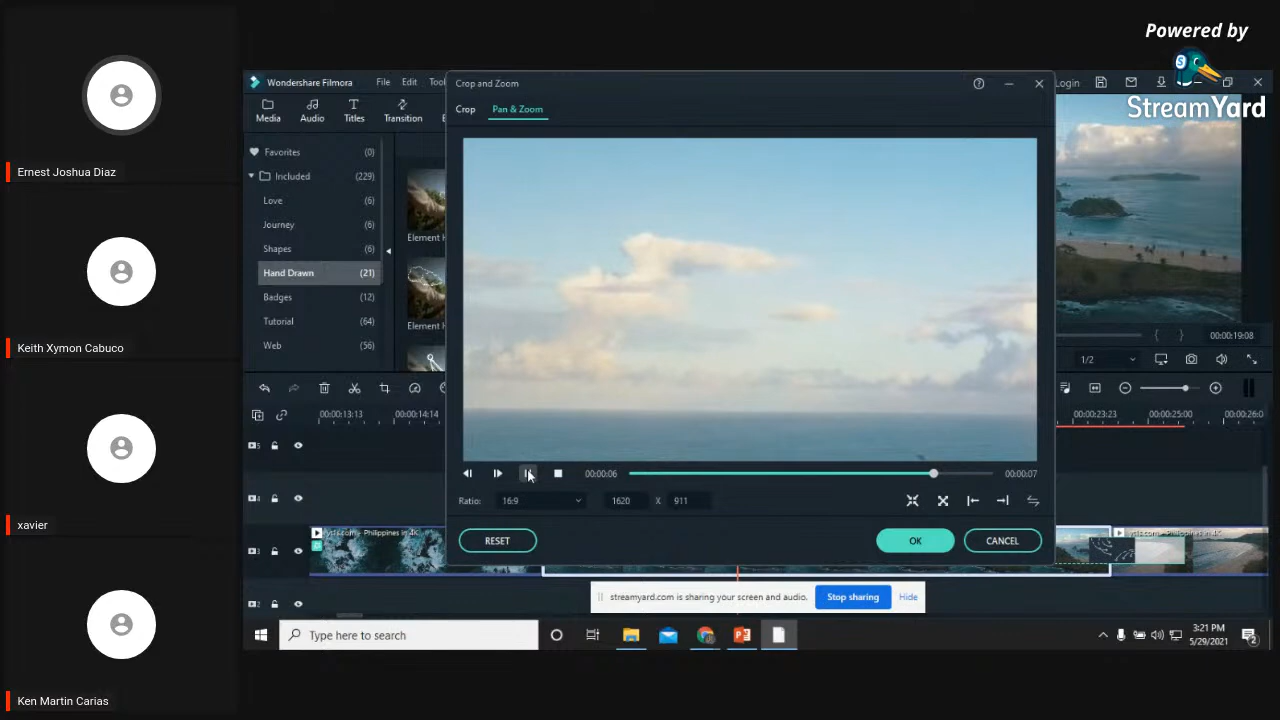 Powered by
StreamYard
Ernest Joshua Diaz
Keith Xymon Cabuco
xavier
Ken Martin Carias
Wondershare Filmora
File
Edit
Login
Media
Audio
Titles
Transition
Favorites (0)
Included (229)
Love (6)
Journey (6)
Shapes (6)
Hand Drawn (21)
Badges (12)
Tutorial (64)
Web (56)
Crop and Zoom
Crop
Pan & Zoom
00:00:06
00:00:07
Ratio: 16:9 1620 X 911
RESET
OK
CANCEL
00:00:19:08
1/2
00:00:13:13
00:00:14:14
00:00:23:23
00:00:25:00
00:00:26:0
Philippines in 4K
streamyard.com is sharing your screen and audio.
Stop sharing
Hide
Type here to search
3:21 PM
5/29/2021